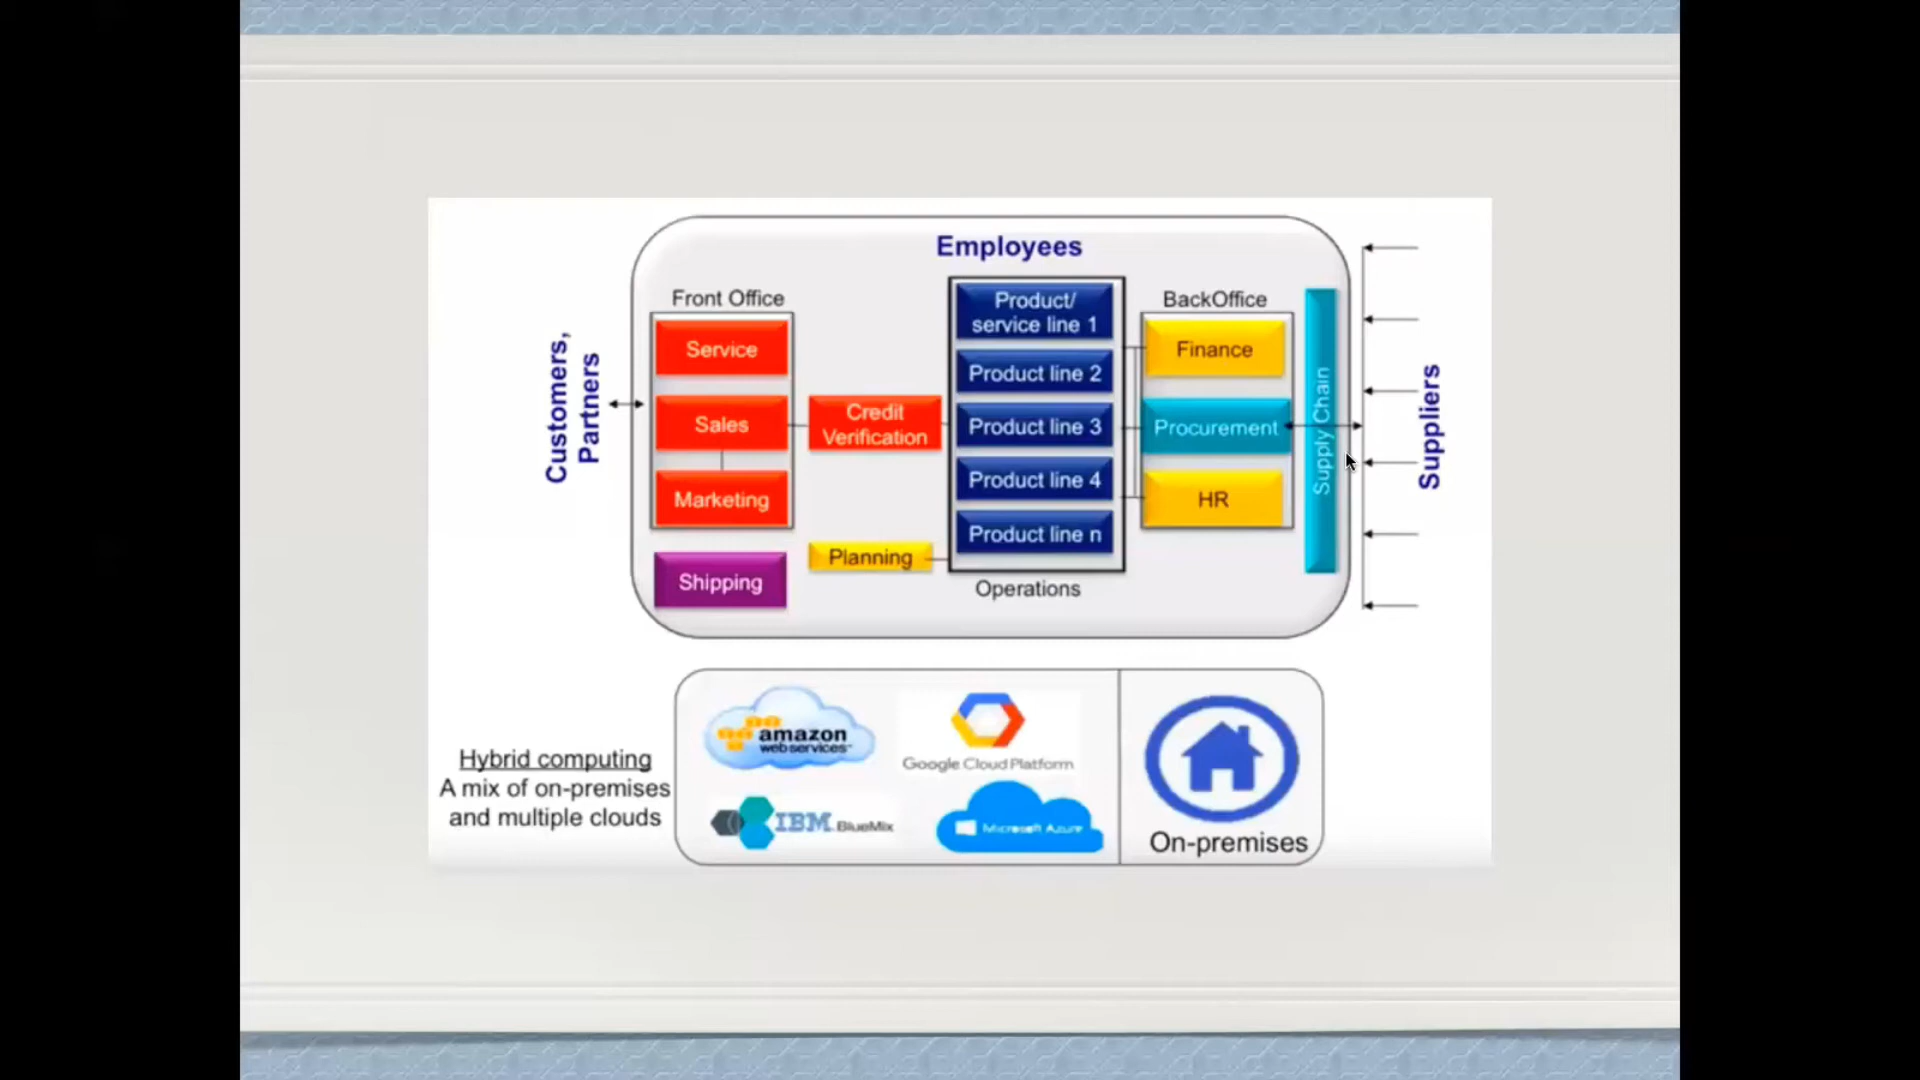 Employees
Front Office
BackOffice
Customers,
Partners
Service
Sales
Marketing
Shipping
Credit
Verification
Planning
Product/
service line 1
Product line 2
Product line 3
Product line 4
Product line n
Operations
Finance
Procurement
HR
Supply Chain
Suppliers
Hybrid computing
A mix of on-premises
and multiple clouds
amazon
webservices™
Google Cloud Platform
IBM BlueMix
Microsoft Azure
On-premises